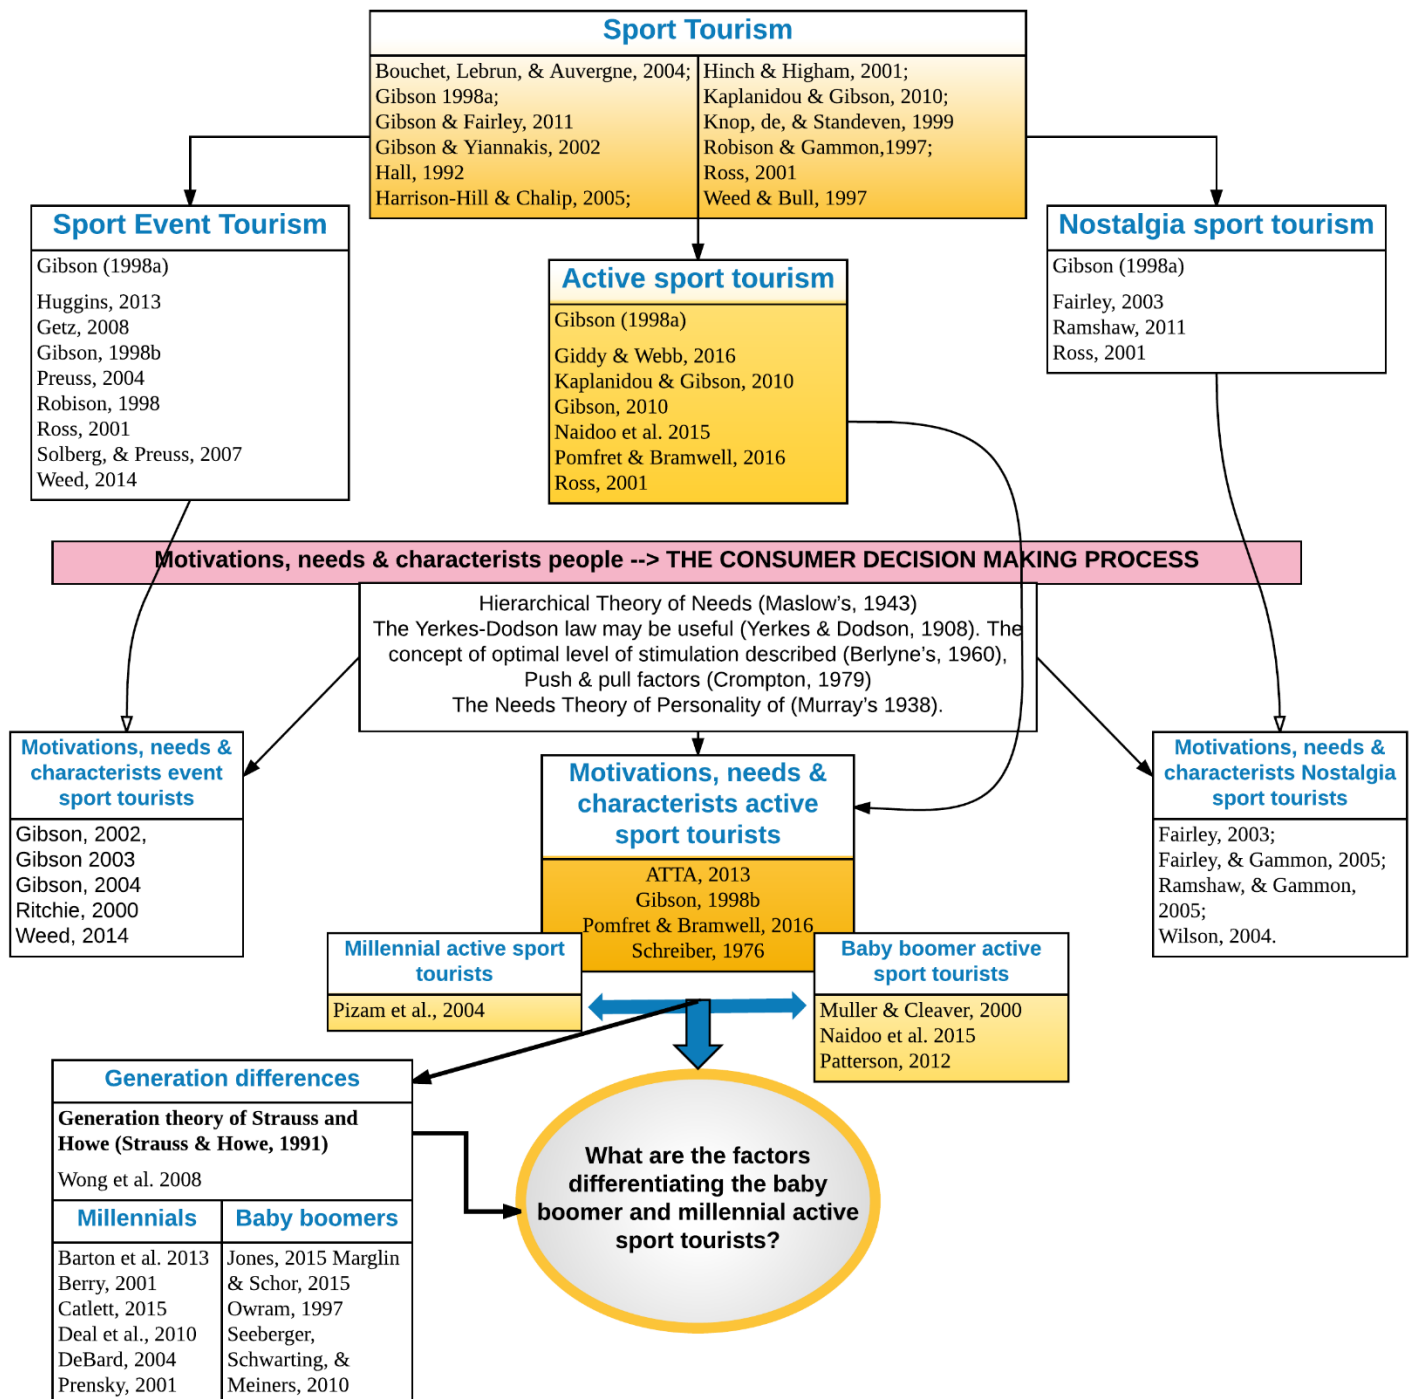 Sport Tourism
Bouchet, Lebrun, & Auvergne, 2004;
Gibson 1998a;
Gibson & Fairley, 2011
Gibson & Yiannakis, 2002
Hall, 1992
Harrison-Hill & Chalip, 2005;
Hinch & Higham, 2001;
Kaplanidou & Gibson, 2010;
Knop, de, & Standeven, 1999
Robison & Gammon,1997;
Ross, 2001
Weed & Bull, 1997
Sport Event Tourism
Gibson (1998a)
Huggins, 2013
Getz, 2008
Gibson, 1998b
Preuss, 2004
Robison, 1998
Ross, 2001
Solberg, & Preuss, 2007
Weed, 2014
Active sport tourism
Gibson (1998a)
Giddy & Webb, 2016
Kaplanidou & Gibson, 2010
Gibson, 2010
Naidoo et al. 2015
Pomfret & Bramwell, 2016
Ross, 2001
Nostalgia sport tourism
Gibson (1998a)
Fairley, 2003
Ramshaw, 2011
Ross, 2001
Motivations, needs & characterists people --> THE CONSUMER DECISION MAKING PROCESS
Hierarchical Theory of Needs (Maslow's, 1943)
The Yerkes-Dodson law may be useful (Yerkes & Dodson, 1908). The
concept of optimal level of stimulation described (Berlyne's, 1960),
Push & pull factors (Crompton, 1979)
The Needs Theory of Personality of (Murray's 1938).
Motivations, needs &
characterists event
sport tourists
Gibson, 2002,
Gibson 2003
Gibson, 2004
Ritchie, 2000
Weed, 2014
Motivations, needs &
characterists active
sport tourists
ATTA, 2013
Gibson, 1998b
Pomfret & Bramwell, 2016
Schreiber, 1976
Motivations, needs &
characterists Nostalgia
sport tourists
Fairley, 2003;
Fairley, & Gammon, 2005;
Ramshaw, & Gammon,
2005;
Wilson, 2004.
Millennial active sport
tourists
Pizam et al., 2004
Baby boomer active
sport tourists
Muller & Cleaver, 2000
Naidoo et al. 2015
Patterson, 2012
Generation differences
Generation theory of Strauss and
Howe (Strauss & Howe, 1991)
Wong et al. 2008
Millennials
Barton et al. 2013
Berry, 2001
Catlett, 2015
Deal et al., 2010
DeBard, 2004
Prensky, 2001
Baby boomers
Jones, 2015 Marglin
& Schor, 2015
Owram, 1997
Seeberger,
Schwarting, &
Meiners, 2010
What are the factors
differentiating the baby
boomer and millennial active
sport tourists?